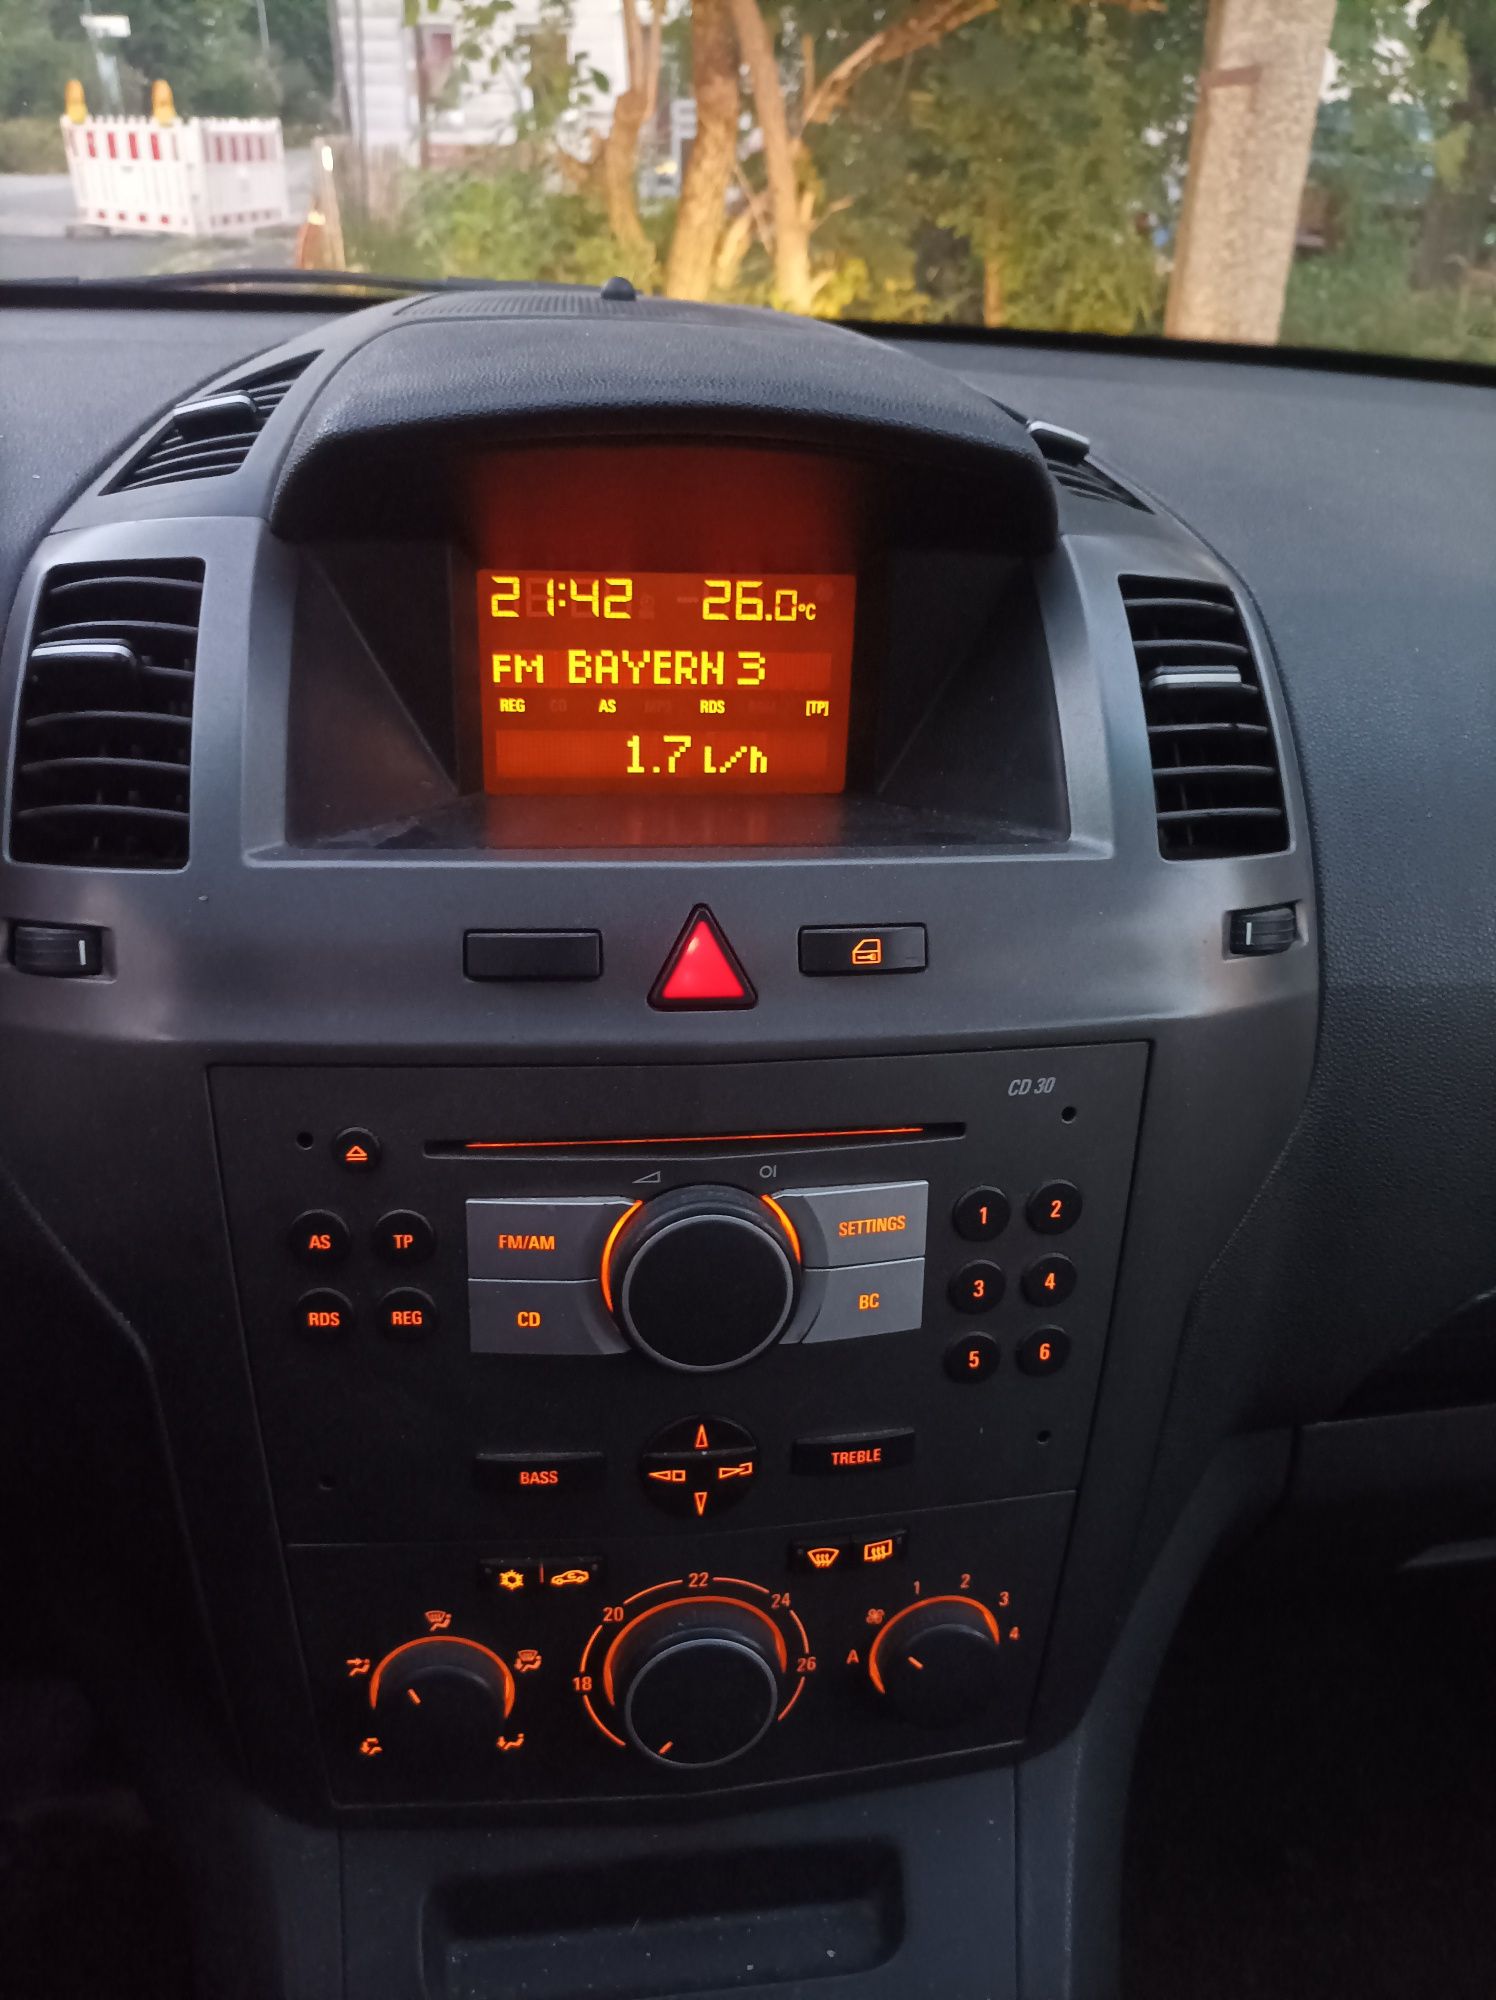 21:42 26.0°C
FM BAYERN 3
REG AS RDS [TP]
1.7 l/h
CD 30
AS TP FM/AM SETTINGS 1 2
RDS REG CD BC 3 4
5 6
BASS TREBLE
18 20 22 24 26
A 1 2 3 4